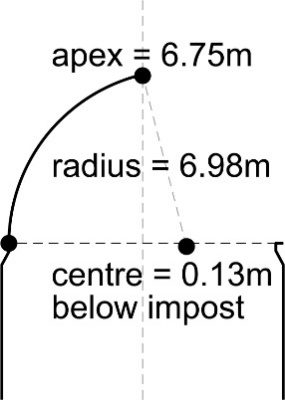 apex = 6.75m
radius = 6.98m
centre = 0.13m
below impost